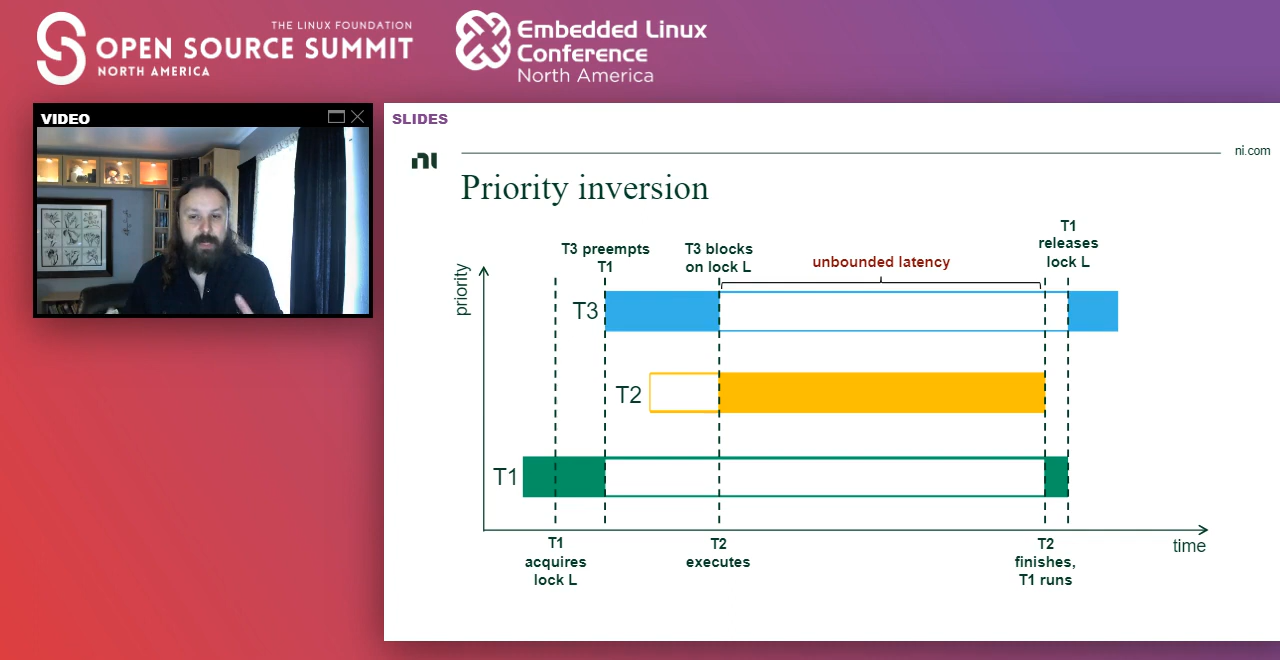 THE LINUX FOUNDATION
OPEN SOURCE SUMMIT
NORTH AMERICA
Embedded Linux
Conference
North America
VIDEO
SLIDES
ni
ni.com
Priority inversion
T3 preempts
T1
T3 blocks
on lock L
unbounded latency
T1
releases
lock L
priority
T3
T2
T1
time
T1
acquires
lock L
T2
executes
T2
finishes,
T1 runs